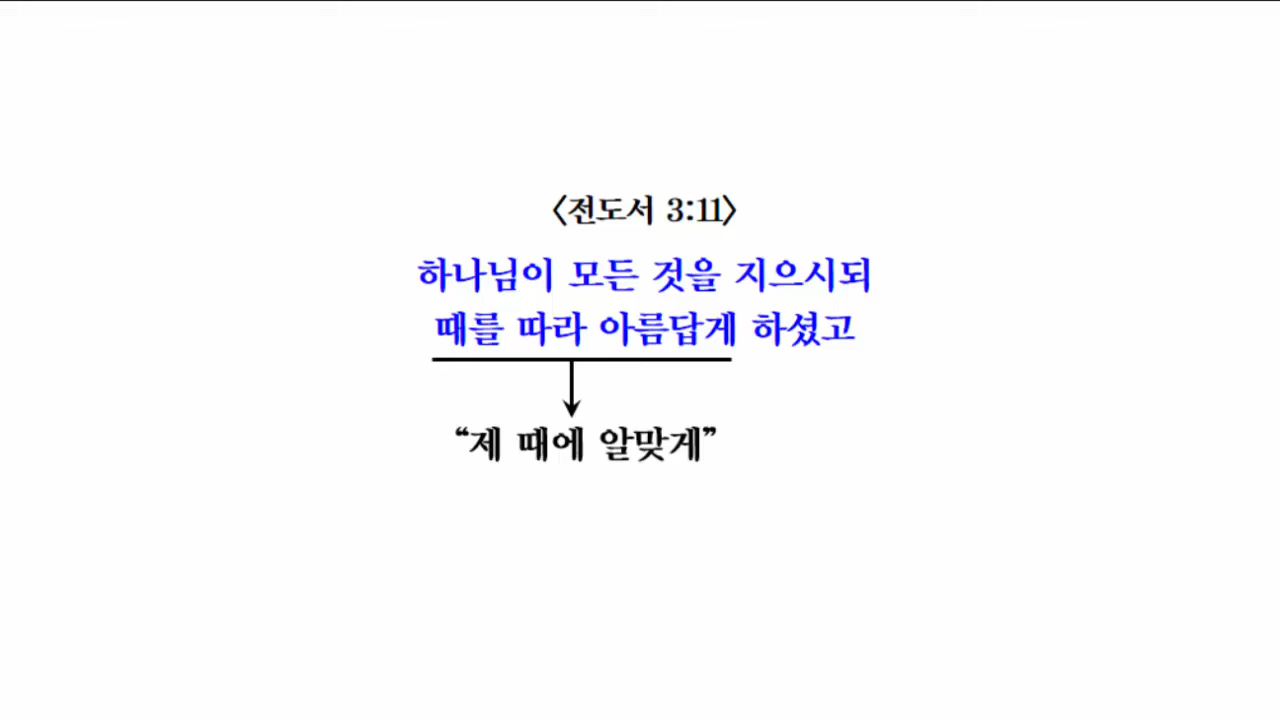 〈전도서 3:11〉
하나님이 모든 것을 지으시되
때를 따라 아름답게 하셨고
“제 때에 알맞게”